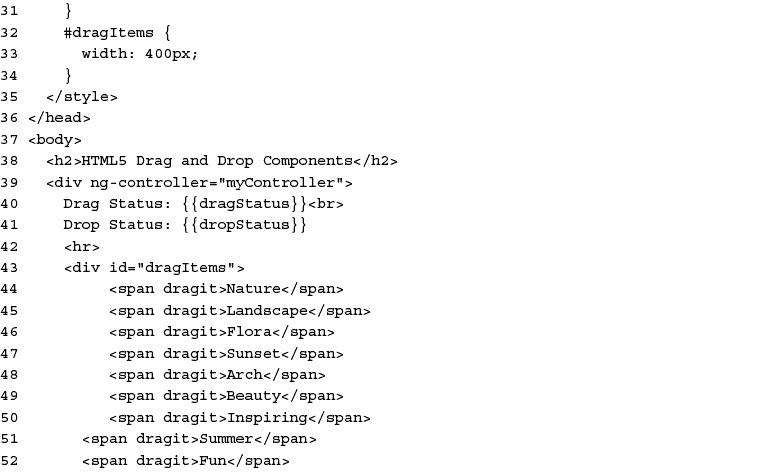 31     }
32     #dragItems {
33       width: 400px;
34     }
35   </style>
36 </head>
37 <body>
38   <h2>HTML5 Drag and Drop Components</h2>
39   <div ng-controller="myController">
40     Drag Status: {{dragStatus}}<br>
41     Drop Status: {{dropStatus}}
42     <hr>
43     <div id="dragItems">
44          <span dragit>Nature</span>
45          <span dragit>Landscape</span>
46          <span dragit>Flora</span>
47          <span dragit>Sunset</span>
48          <span dragit>Arch</span>
49          <span dragit>Beauty</span>
50          <span dragit>Inspiring</span>
51       <span dragit>Summer</span>
52       <span dragit>Fun</span>